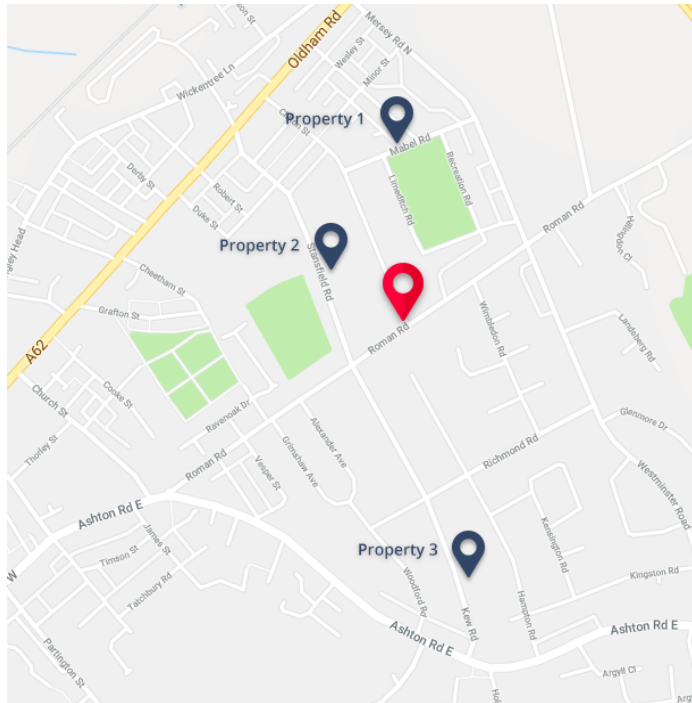 Oldham Rd
Mersey Rd N
Wesley St
Minor St
Wickentree Ln
Property 1
Mabel Rd
Recreation Rd
Limeditch Rd
Derby St
Robert St
Duke St
Property 2
Stansfield Rd
Roman Rd
Cheetham St
Grafton St
A62
Roman Rd
Wimbledon Rd
Landsberg Rd
Church St
Cooke St
Ravenoak Dr
Alexander Ave
Grimshaw Ave
Glenmore Dr
Thorley St
Roman Rd
Vesper St
Richmond Rd
Westminster Road
Ashton Rd E
James St
Timson St
Tatchbury Rd
Property 3
Kensington Rd
Kingston Rd
W
Woodford Rd
Kew Rd
Hampton Rd
Ashton Rd E
Ashton Rd E
Partington St
Argyll Cl